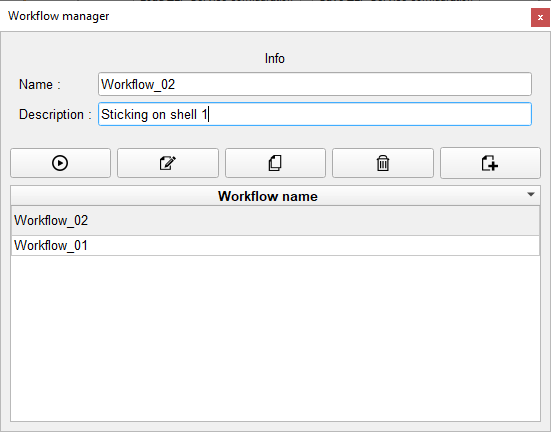 Workflow manager
Info
Name : Workflow_02
Description : Sticking on shell 1
Workflow name
Workflow_02
Workflow_01